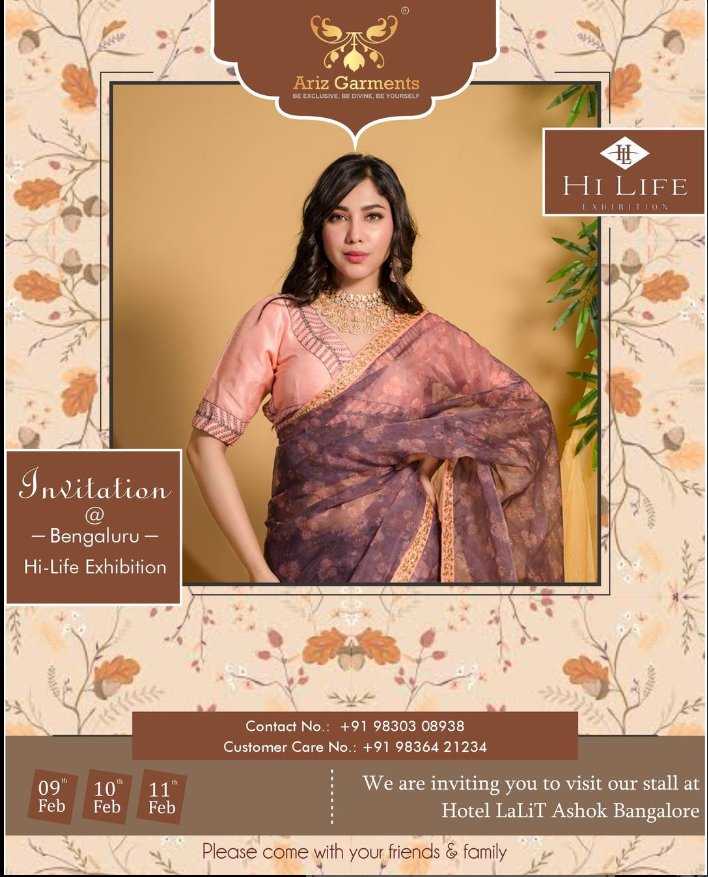 Ariz Garments
BE EXCLUSIVE, BE DIVINE, BE YOURSELF
HI LIFE
EXHIBITION
Invitation
@
– Bengaluru –
Hi-Life Exhibition
Contact No.: +91 98303 08938
Customer Care No.: +91 98364 21234
09th Feb
10th Feb
11th Feb
We are inviting you to visit our stall at
Hotel LaLiT Ashok Bangalore
Please come with your friends & family